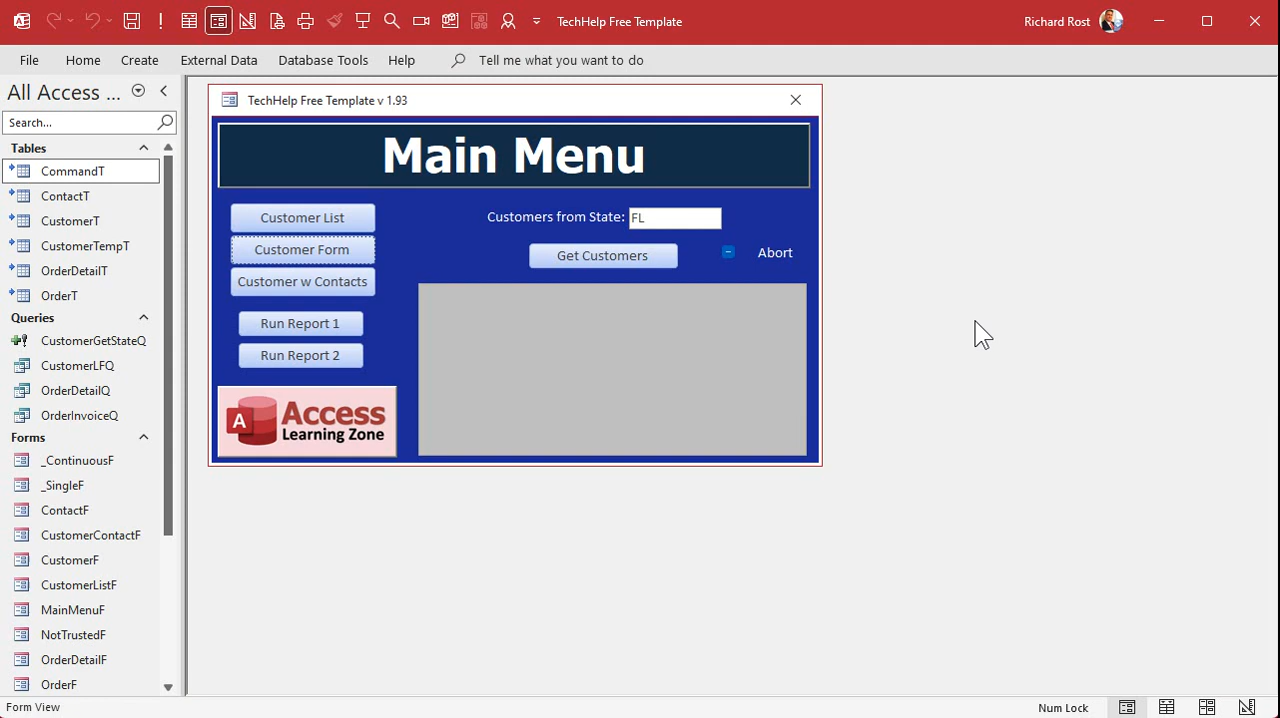 TechHelp Free Template
Richard Rost
File Home Create External Data Database Tools Help Tell me what you want to do
All Access ...
Search...
Tables
CommandT
ContactT
CustomerT
CustomerTempT
OrderDetailT
OrderT
Queries
CustomerGetStateQ
CustomerLFQ
OrderDetailQ
OrderInvoiceQ
Forms
_ContinuousF
_SingleF
ContactF
CustomerContactF
CustomerF
CustomerListF
MainMenuF
NotTrustedF
OrderDetailF
OrderF
TechHelp Free Template v 1.93
Main Menu
Customer List
Customer Form
Customer w Contacts
Run Report 1
Run Report 2
A Access
Learning Zone
Customers from State: FL
Get Customers
Abort
Form View
Num Lock